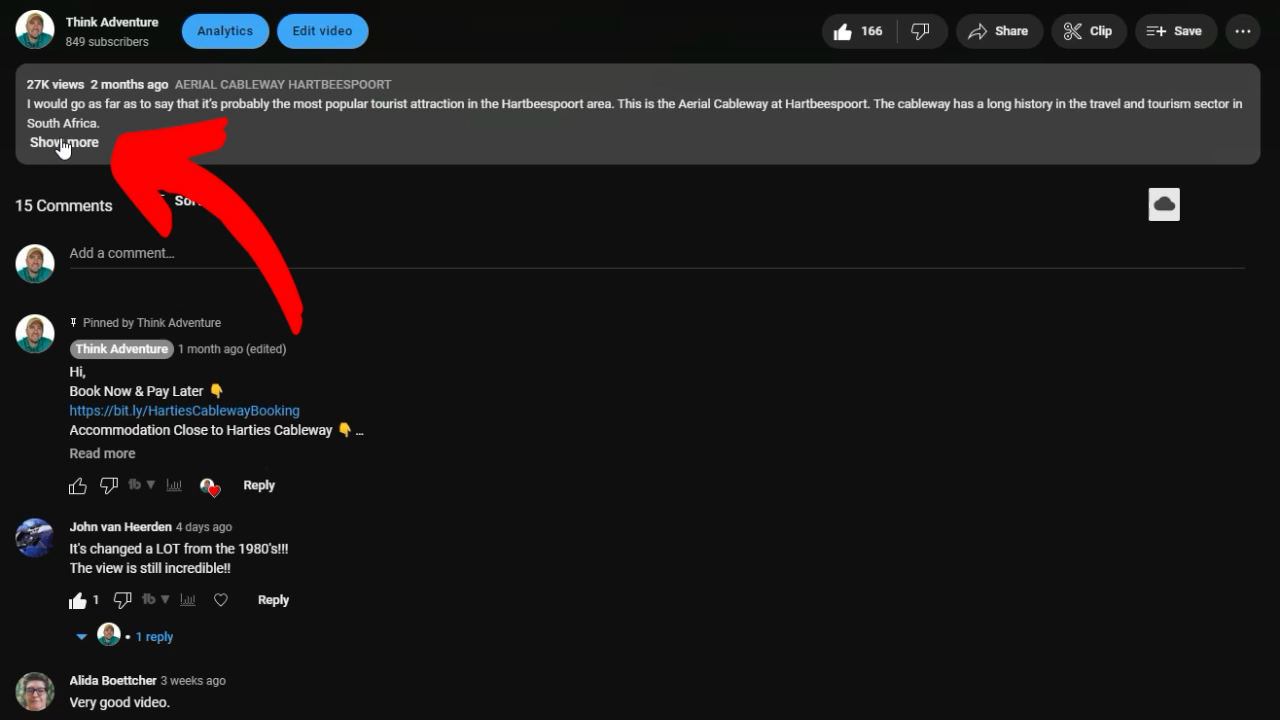 Think Adventure
849 subscribers
Analytics
Edit video
166
Share
Clip
Save
27K views 2 months ago AERIAL CABLEWAY HARTBEESPOORT
I would go as far as to say that it's probably the most popular tourist attraction in the Hartbeespoort area. This is the Aerial Cableway at Hartbeespoort. The cableway has a long history in the travel and tourism sector in
South Africa.
Show more
15 Comments
Add a comment...
Pinned by Think Adventure
Think Adventure 1 month ago (edited)
Hi,
Book Now & Pay Later 👇
https://bit.ly/HartiesCablewayBooking
Accommodation Close to Harties Cableway 👇 ...
Read more
Reply
John van Heerden 4 days ago
It's changed a LOT from the 1980's!!!
The view is still incredible!!
1
Reply
1 reply
Alida Boettcher 3 weeks ago
Very good video.